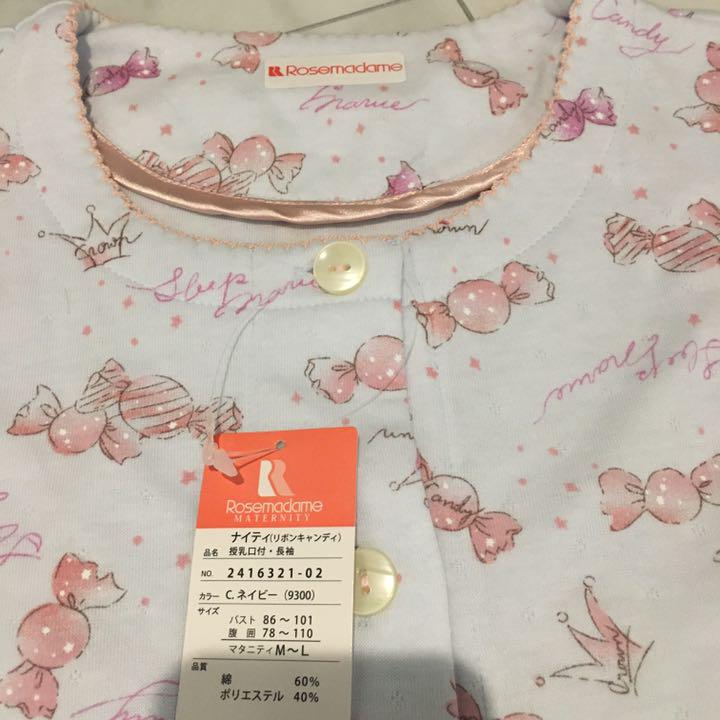 Candy
Rosemadame
Candy
Crown
Sleep
Candy
Rosemadame
MATERNITY
ナイティ(リボンキャンディ)
品名 授乳口付・長袖
NO. 2416321-02
カラー C.ネイビー (9300)
サイズ
バスト 86〜101
腹囲 78〜110
マタニティ M〜L
品質
綿 60%
ポリエステル 40%
Crown